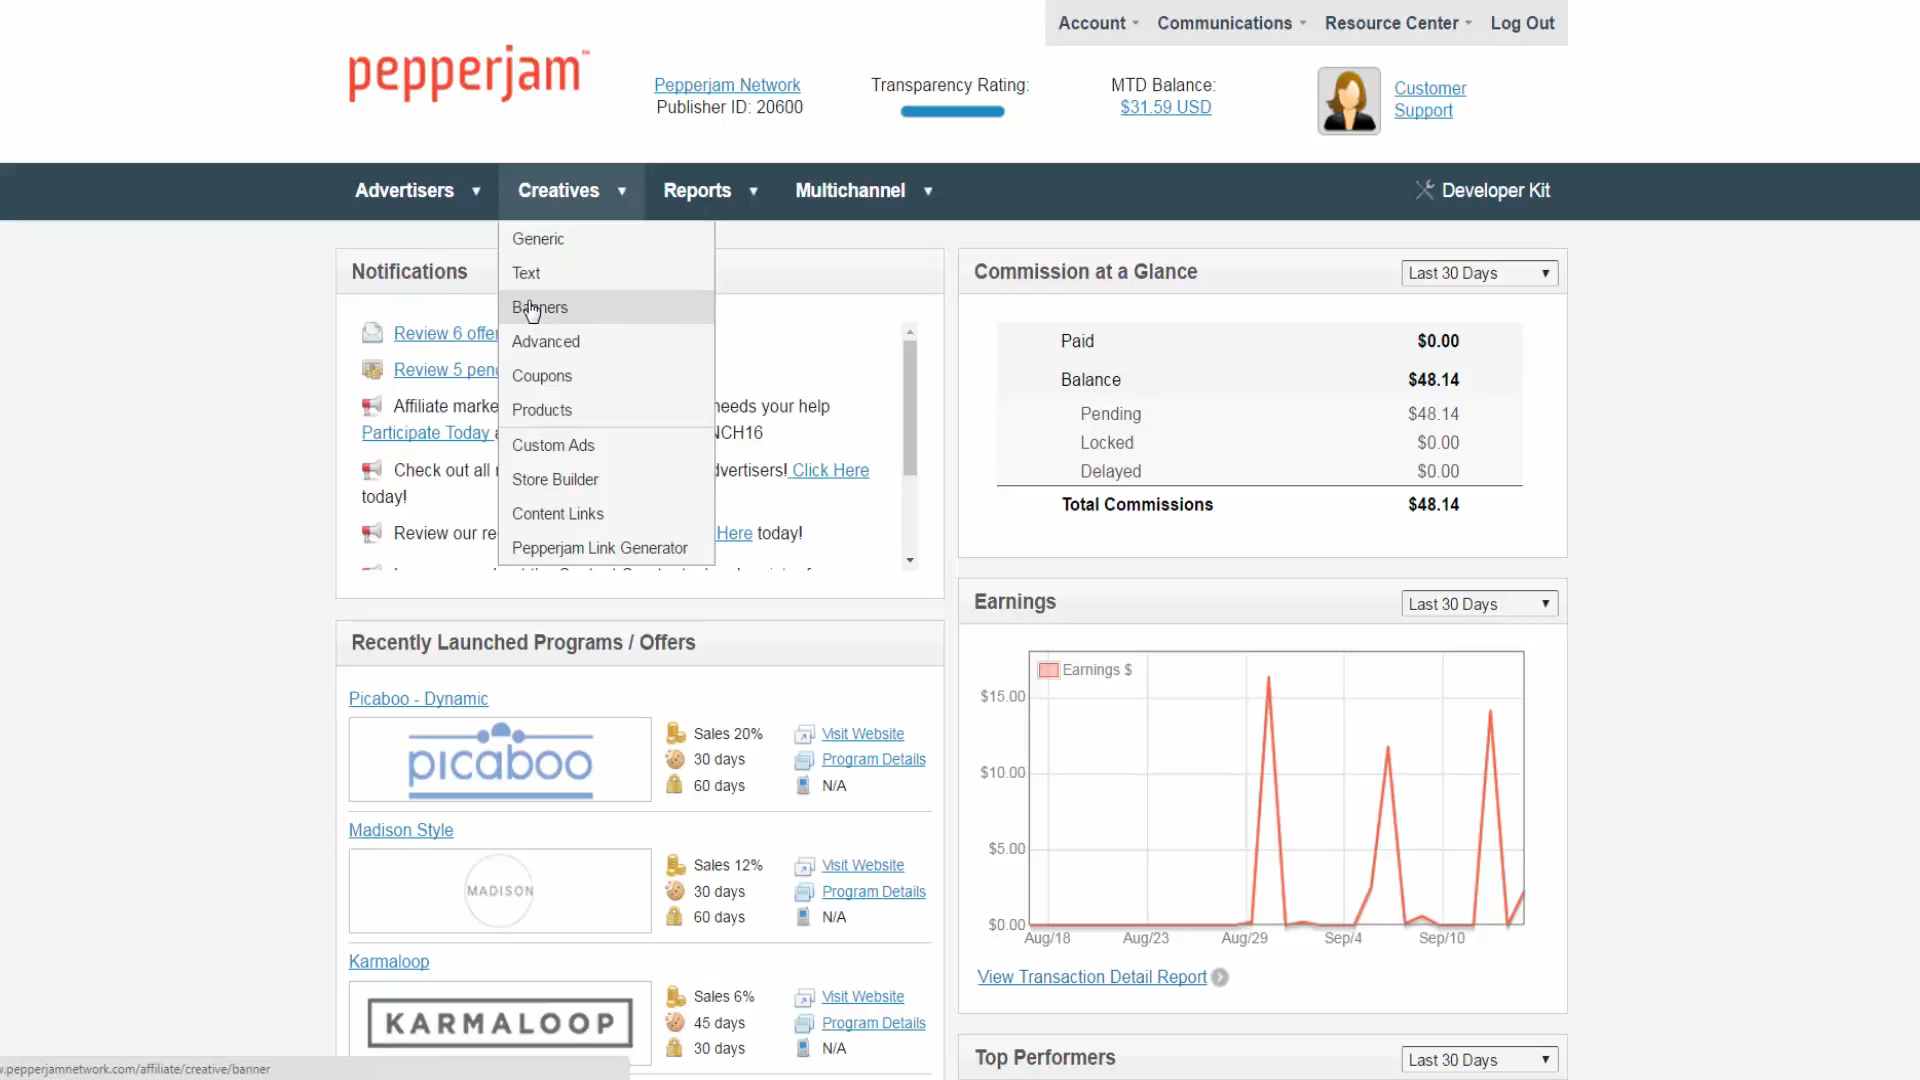 Account
Communications
Resource Center
Log Out
pepperjam™
Pepperjam Network
Publisher ID: 20600
Transparency Rating:
MTD Balance:
$31.59 USD
Customer
Support
Advertisers
Creatives
Reports
Multichannel
Developer Kit
Generic
Text
Banners
Advanced
Coupons
Products
Custom Ads
Store Builder
Content Links
Pepperjam Link Generator
Notifications
Review 6 offer
Review 5 pen
Affiliate marke needs your help
Participate Today NCH16
Check out all dvertisers! Click Here
today!
Review our re Here today!
Commission at a Glance
Last 30 Days
Paid $0.00
Balance $48.14
Pending $48.14
Locked $0.00
Delayed $0.00
Total Commissions $48.14
Earnings
Last 30 Days
Earnings $
$15.00
$10.00
$5.00
$0.00
Aug/18 Aug/23 Aug/29 Sep/4 Sep/10
View Transaction Detail Report
Recently Launched Programs / Offers
Picaboo - Dynamic
picaboo
Sales 20% Visit Website
30 days Program Details
60 days N/A
Madison Style
MADISON
Sales 12% Visit Website
30 days Program Details
60 days N/A
Karmaloop
KARMALOOP
Sales 6% Visit Website
45 days Program Details
30 days N/A
Top Performers
Last 30 Days
.pepperjamnetwork.com/affiliate/creative/banner